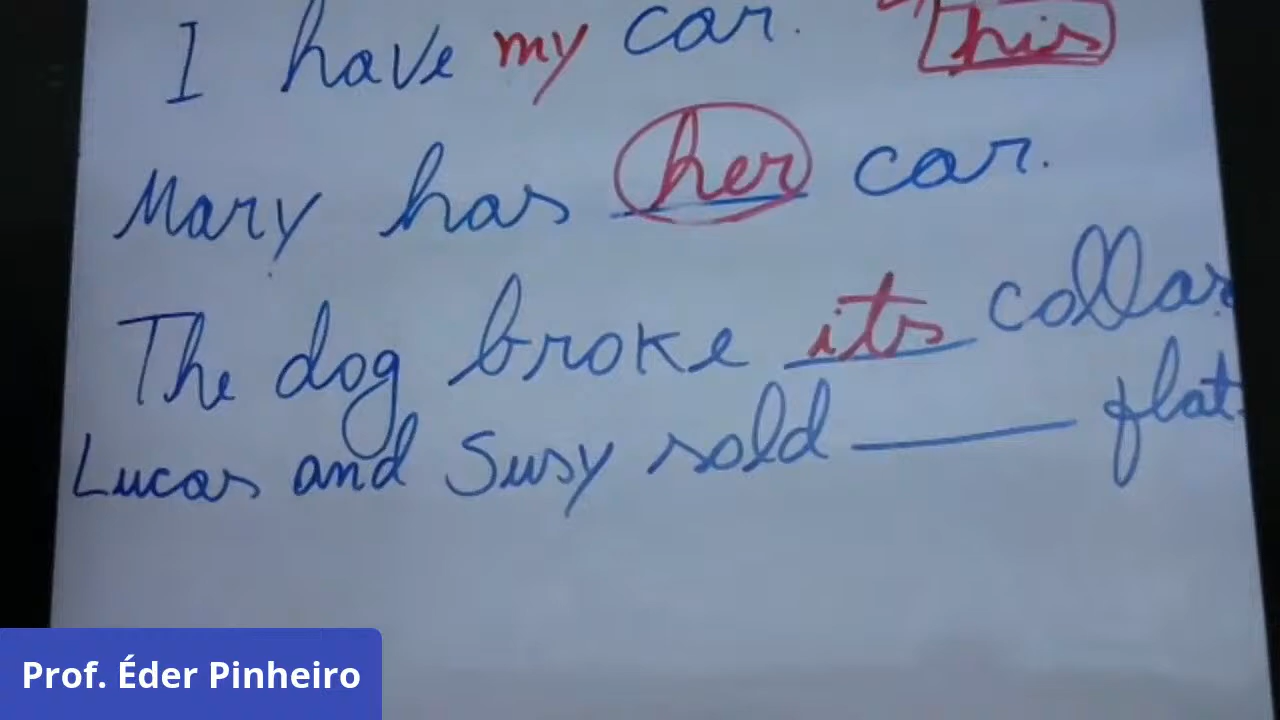 I have my car. his
Mary has her car.
The dog broke its collar
Lucas and Susy sold ____ flat.
Prof. Éder Pinheiro